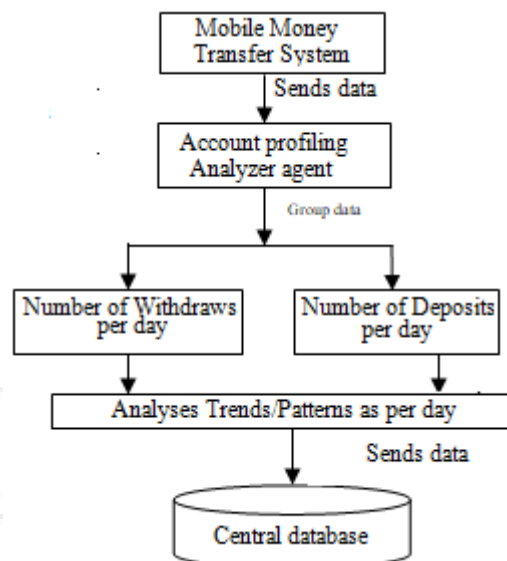 Mobile Money
Transfer System
Sends data
Account profiling
Analyzer agent
Group data
Number of Withdraws
per day
Number of Deposits
per day
Analyses Trends/Patterns as per day
Sends data
Central database